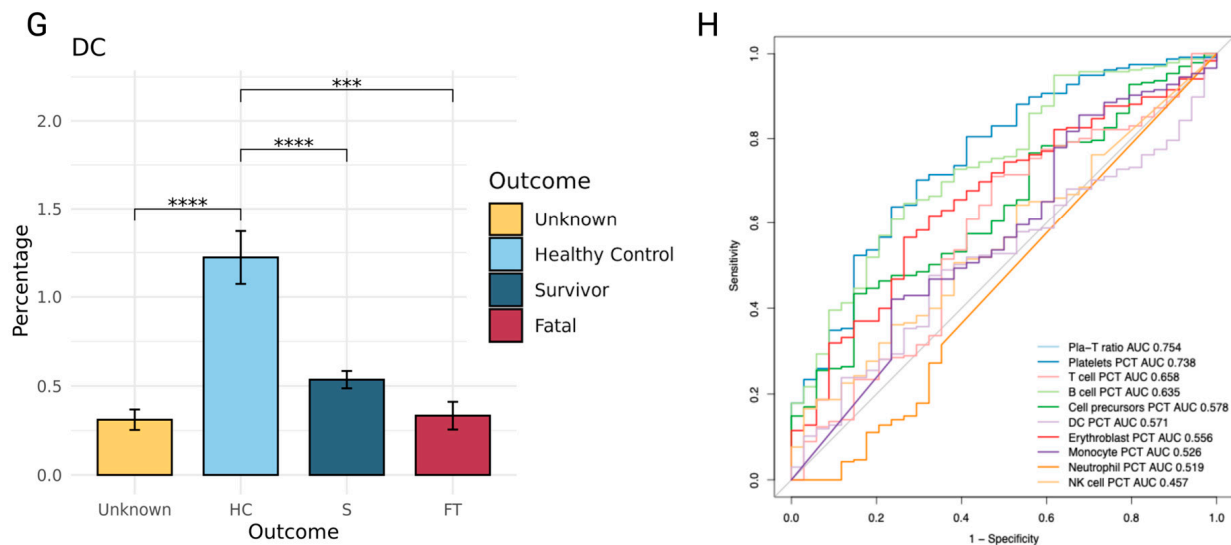 G
DC
Percentage
2.0
1.5
1.0
0.5
0.0
***
****
****
Unknown
HC
S
FT
Outcome
Outcome
Unknown
Healthy Control
Survivor
Fatal
H
Sensitivity
1.0
0.8
0.6
0.4
0.2
0.0
Pla-T ratio AUC 0.754
Platelets PCT AUC 0.738
T cell PCT AUC 0.658
B cell PCT AUC 0.635
Cell precursors PCT AUC 0.578
DC PCT AUC 0.571
Erythroblast PCT AUC 0.556
Monocyte PCT AUC 0.526
Neutrophil PCT AUC 0.519
NK cell PCT AUC 0.457
0.0
0.2
0.4
0.6
0.8
1.0
1 − Specificity